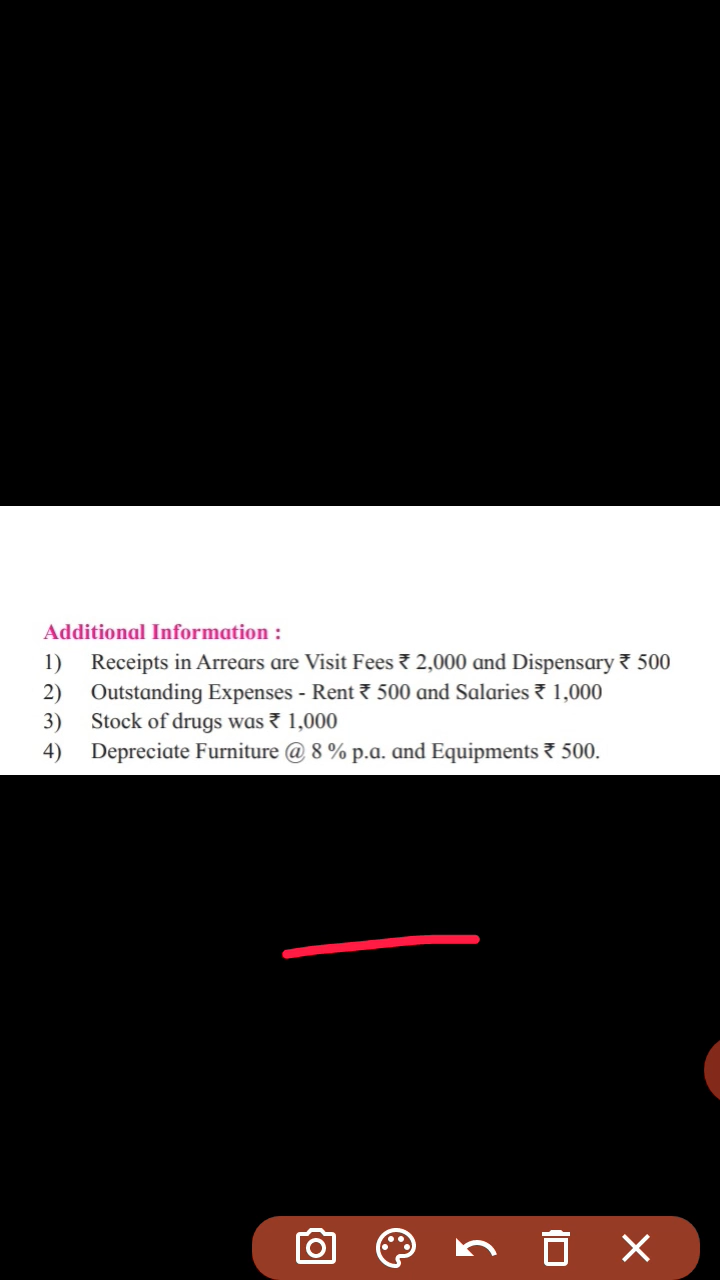 Additional Information :
1) Receipts in Arrears are Visit Fees ₹ 2,000 and Dispensary ₹ 500
2) Outstanding Expenses - Rent ₹ 500 and Salaries ₹ 1,000
3) Stock of drugs was ₹ 1,000
4) Depreciate Furniture @ 8 % p.a. and Equipments ₹ 500.